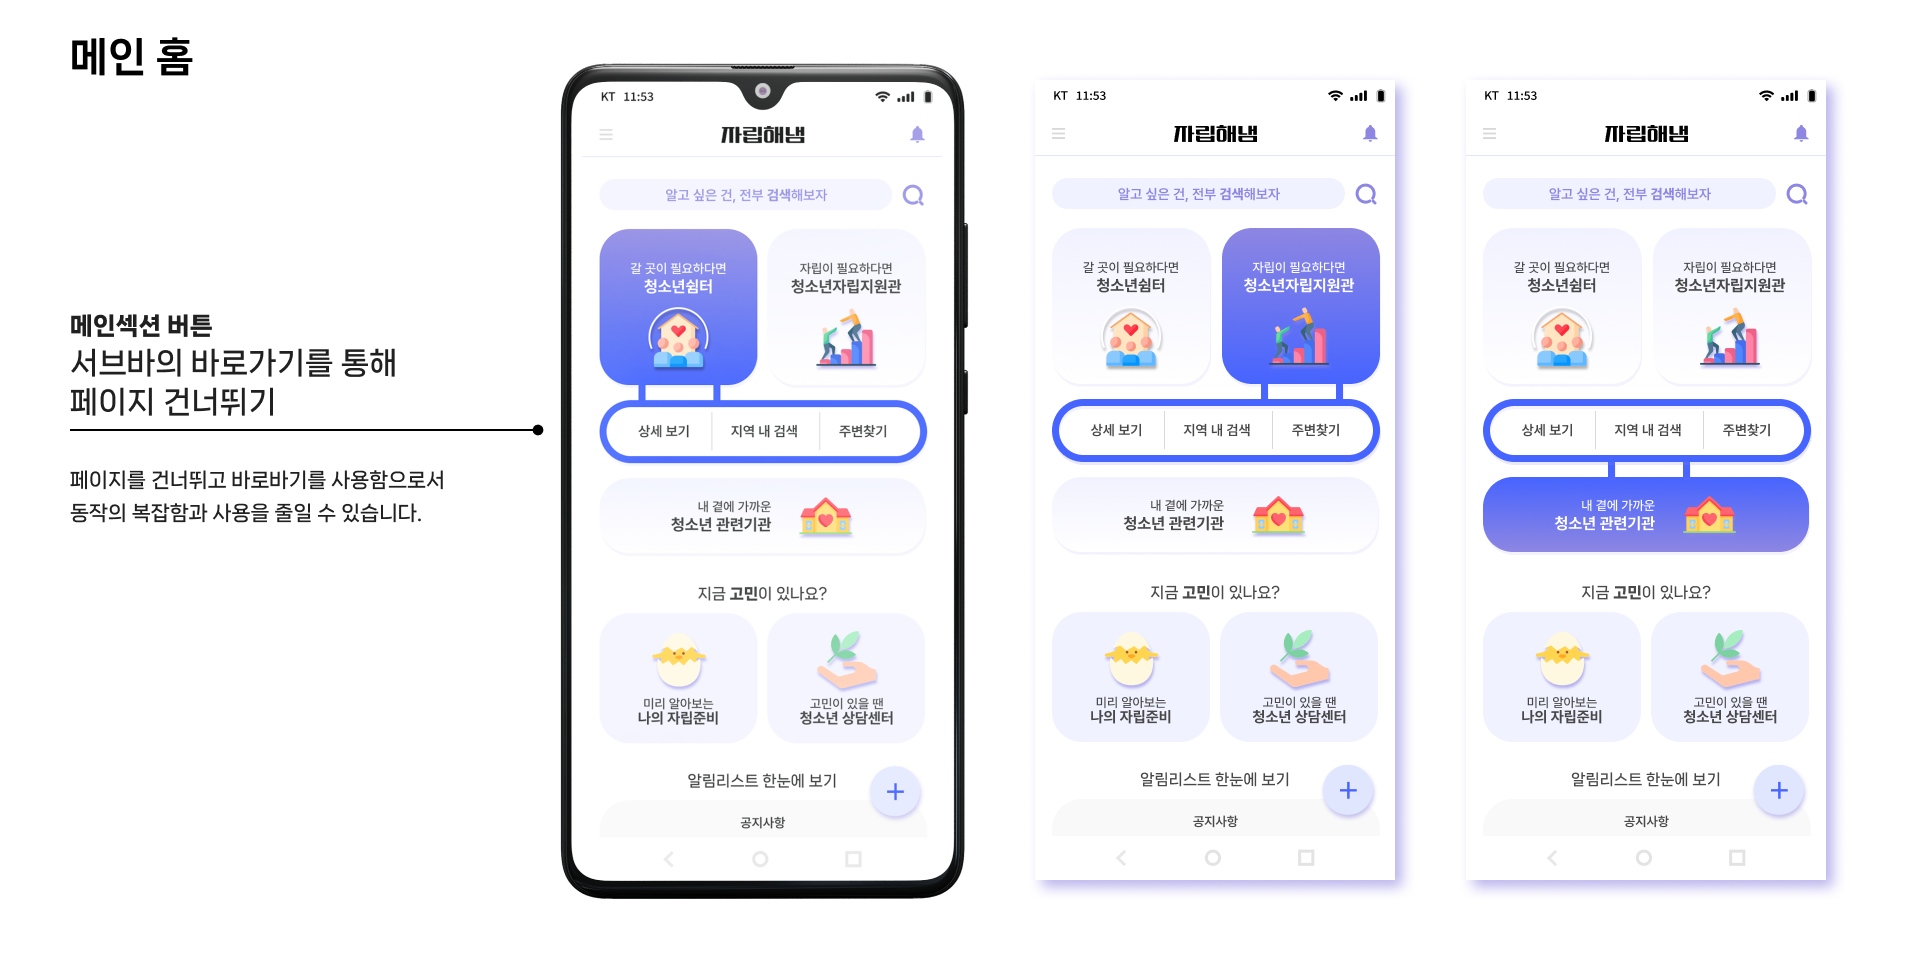 메인 홈
메인섹션 버튼
서브바의 바로가기를 통해
페이지 건너뛰기
페이지를 건너뛰고 바로바기를 사용함으로서
동작의 복잡함과 사용을 줄일 수 있습니다.
KT 11:53
자립해냄
알고 싶은 건, 전부 검색해보자
갈 곳이 필요하다면
청소년쉼터
자립이 필요하다면
청소년자립지원관
상세 보기
지역 내 검색
주변찾기
내 곁에 가까운
청소년 관련기관
지금 고민이 있나요?
미리 알아보는
나의 자립준비
고민이 있을 땐
청소년 상담센터
알림리스트 한눈에 보기
공지사항
KT 11:53
자립해냄
알고 싶은 건, 전부 검색해보자
갈 곳이 필요하다면
청소년쉼터
자립이 필요하다면
청소년자립지원관
상세 보기
지역 내 검색
주변찾기
내 곁에 가까운
청소년 관련기관
지금 고민이 있나요?
미리 알아보는
나의 자립준비
고민이 있을 땐
청소년 상담센터
알림리스트 한눈에 보기
공지사항
KT 11:53
자립해냄
알고 싶은 건, 전부 검색해보자
갈 곳이 필요하다면
청소년쉼터
자립이 필요하다면
청소년자립지원관
상세 보기
지역 내 검색
주변찾기
내 곁에 가까운
청소년 관련기관
지금 고민이 있나요?
미리 알아보는
나의 자립준비
고민이 있을 땐
청소년 상담센터
알림리스트 한눈에 보기
공지사항